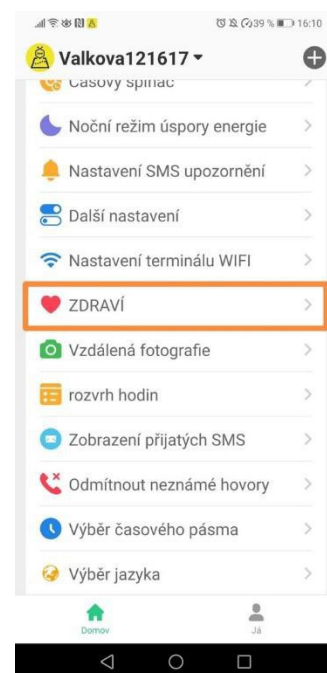 39 % 16:10
Valkova121617
Časový spínač
Noční režim úspory energie
Nastavení SMS upozornění
Další nastavení
Nastavení terminálu WIFI
ZDRAVÍ
Vzdálená fotografie
rozvrh hodin
Zobrazení přijatých SMS
Odmítnout neznámé hovory
Výběr časového pásma
Výběr jazyka
Domov Já